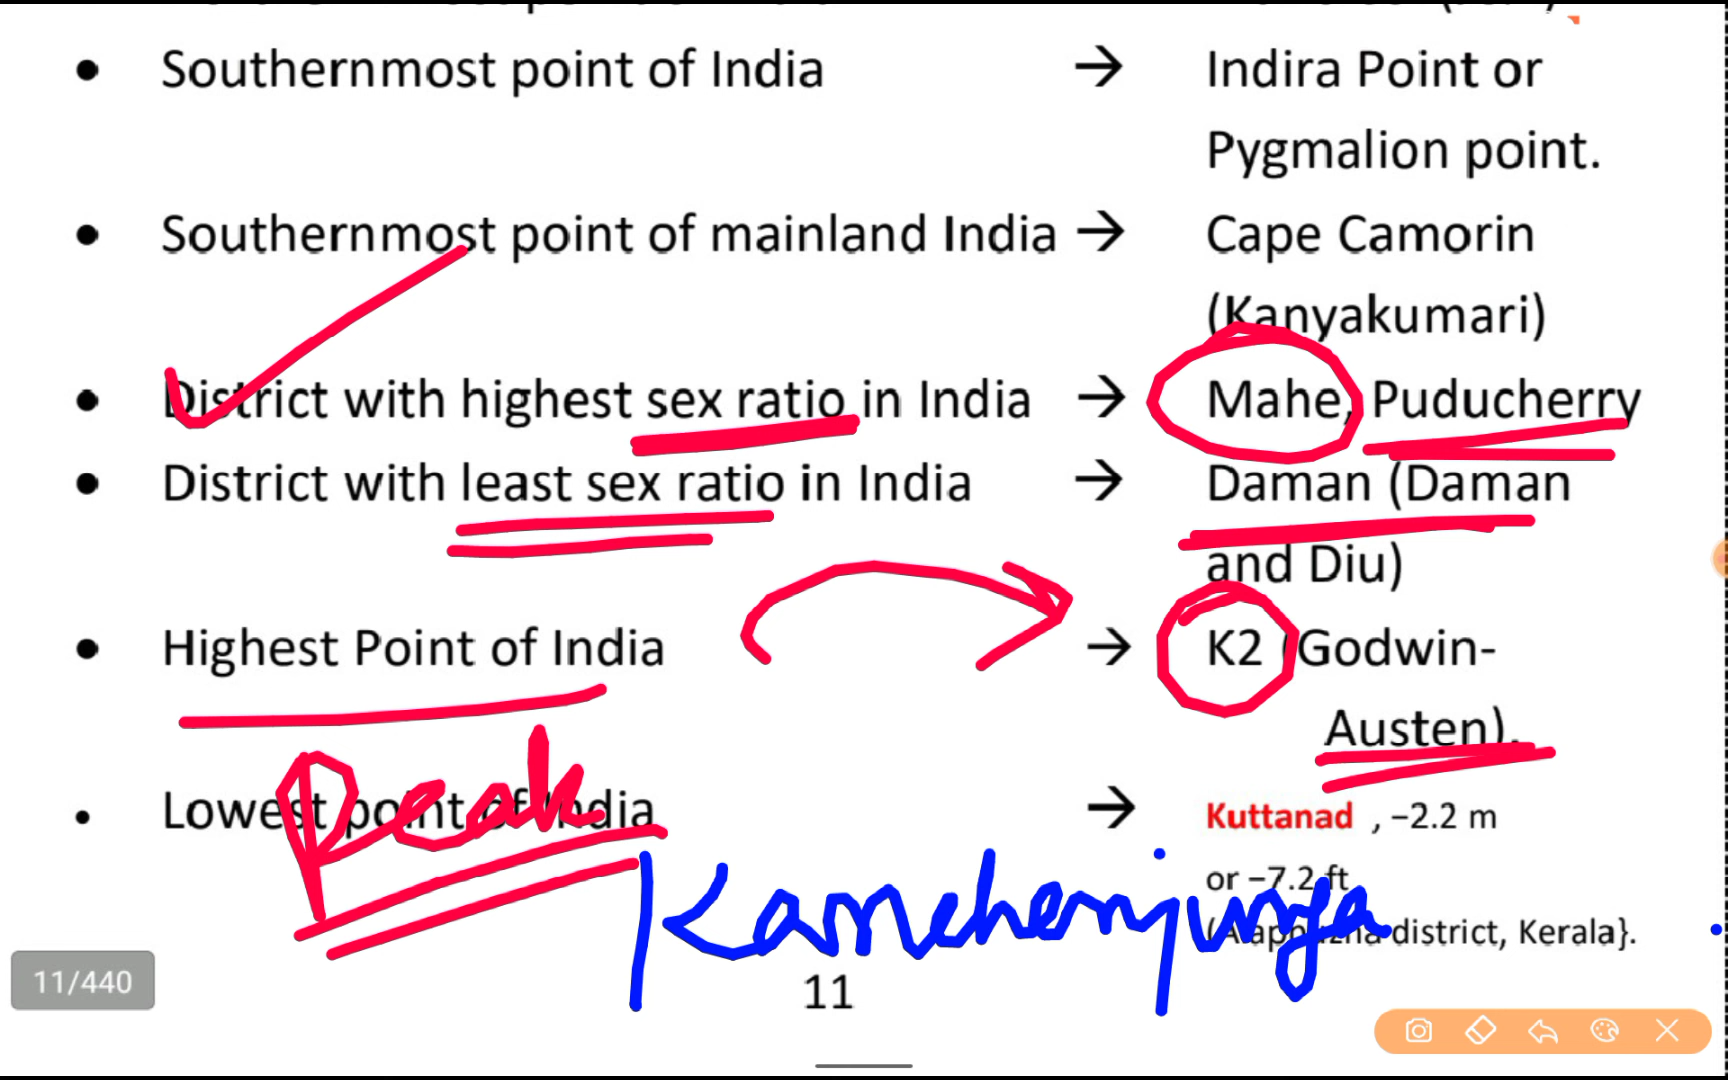 • Southernmost point of India → Indira Point or
Pygmalion point.
• Southernmost point of mainland India → Cape Camorin
(Kanyakumari)
• District with highest sex ratio in India → Mahe, Puducherry
• District with least sex ratio in India → Daman (Daman
and Diu)
• Highest Point of India → K2 (Godwin-
Austen).
Peak
• Lowest point of India → Kuttanad , −2.2 m
or −7.2 ft
Kanchenjunga
district, Kerala}.
11/440
11